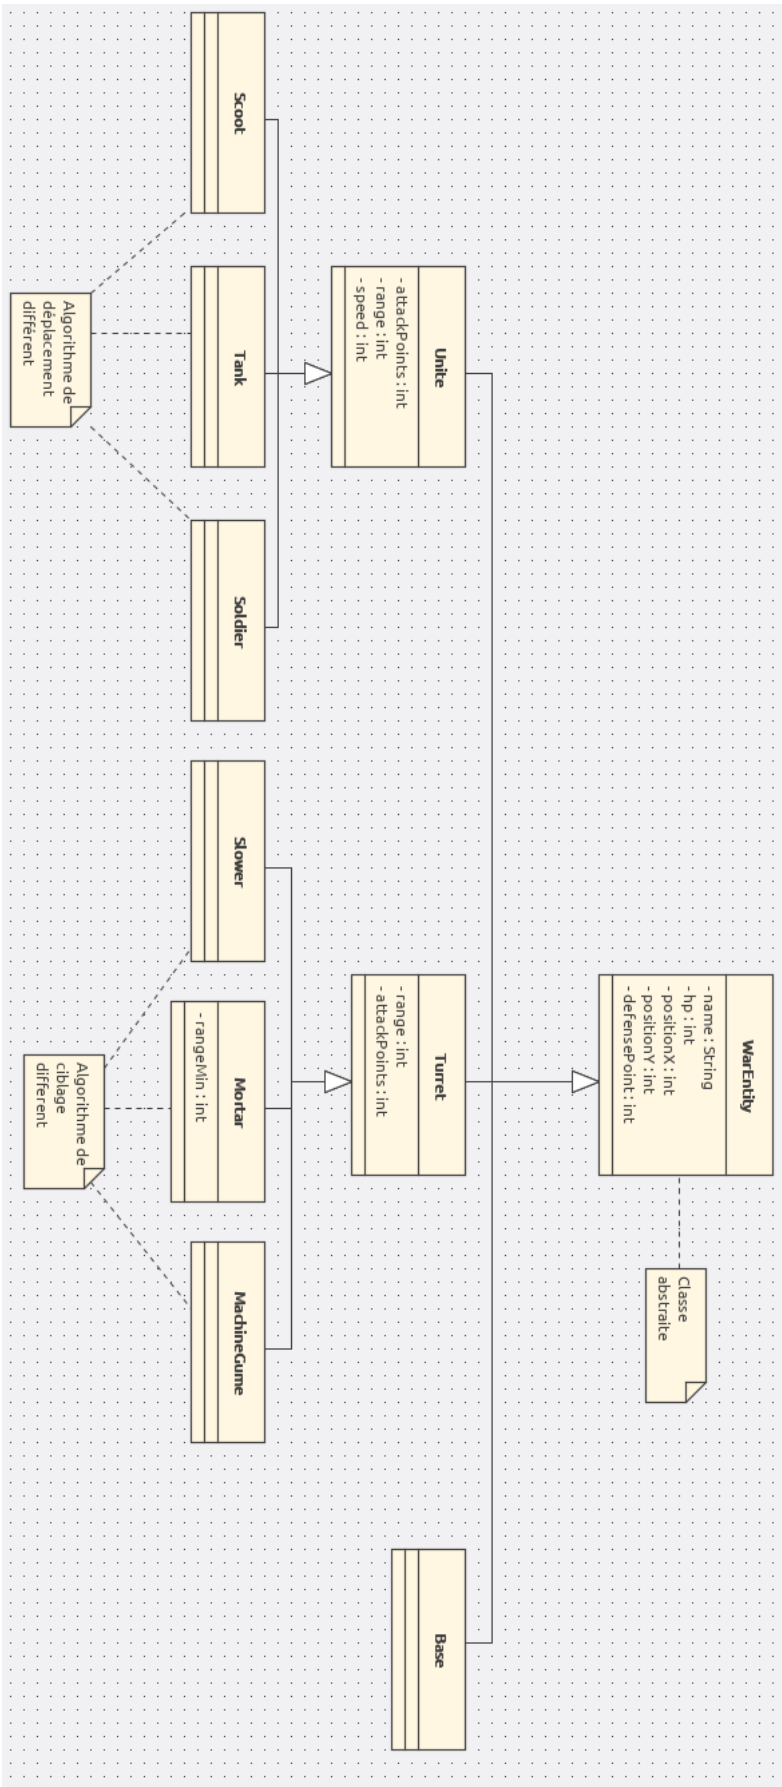 WarEntity
- name : String
- hp : int
- positionX : int
- positionY : int
- defensePoint : int
Classe
abstraite
Unite
- attackPoints : int
- range : int
- speed : int
Turret
- range : int
- attackPoints : int
Base
Scoot
Tank
Soldier
Slower
Mortar
- rangeMin : int
MachineGume
Algorithme de
déplacement
différent
Algorithme de
ciblage
different